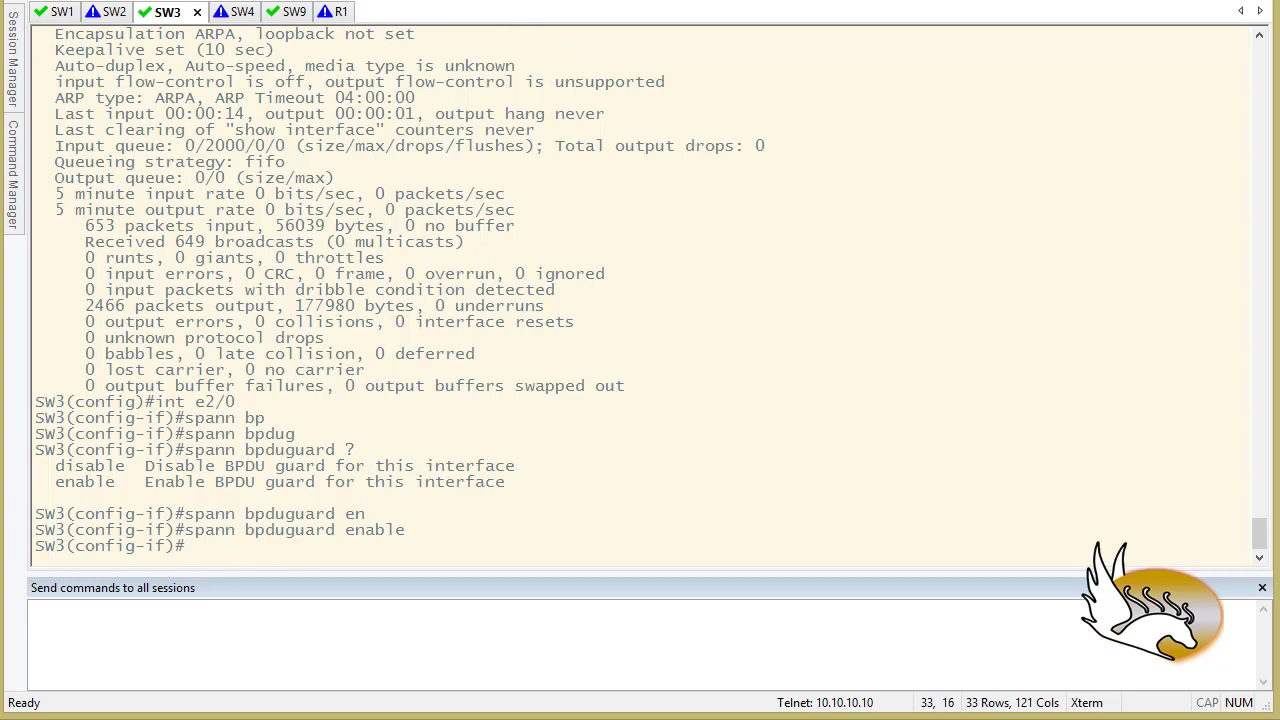 SW1 SW2 SW3 × SW4 SW9 R1
Session Manager
Command Manager
Encapsulation ARPA, loopback not set
Keepalive set (10 sec)
Auto-duplex, Auto-speed, media type is unknown
input flow-control is off, output flow-control is unsupported
ARP type: ARPA, ARP Timeout 04:00:00
Last input 00:00:14, output 00:00:01, output hang never
Last clearing of "show interface" counters never
Input queue: 0/2000/0/0 (size/max/drops/flushes); Total output drops: 0
Queueing strategy: fifo
Output queue: 0/0 (size/max)
5 minute input rate 0 bits/sec, 0 packets/sec
5 minute output rate 0 bits/sec, 0 packets/sec
653 packets input, 56039 bytes, 0 no buffer
Received 649 broadcasts (0 multicasts)
0 runts, 0 giants, 0 throttles
0 input errors, 0 CRC, 0 frame, 0 overrun, 0 ignored
0 input packets with dribble condition detected
2466 packets output, 177980 bytes, 0 underruns
0 output errors, 0 collisions, 0 interface resets
0 unknown protocol drops
0 babbles, 0 late collision, 0 deferred
0 lost carrier, 0 no carrier
0 output buffer failures, 0 output buffers swapped out
SW3(config)#int e2/0
SW3(config-if)#spann bp
SW3(config-if)#spann bpdug
SW3(config-if)#spann bpduguard ?
disable Disable BPDU guard for this interface
enable Enable BPDU guard for this interface
SW3(config-if)#spann bpduguard en
SW3(config-if)#spann bpduguard enable
SW3(config-if)#
Send commands to all sessions
Ready Telnet: 10.10.10.10 33, 16 33 Rows, 121 Cols Xterm CAP NUM